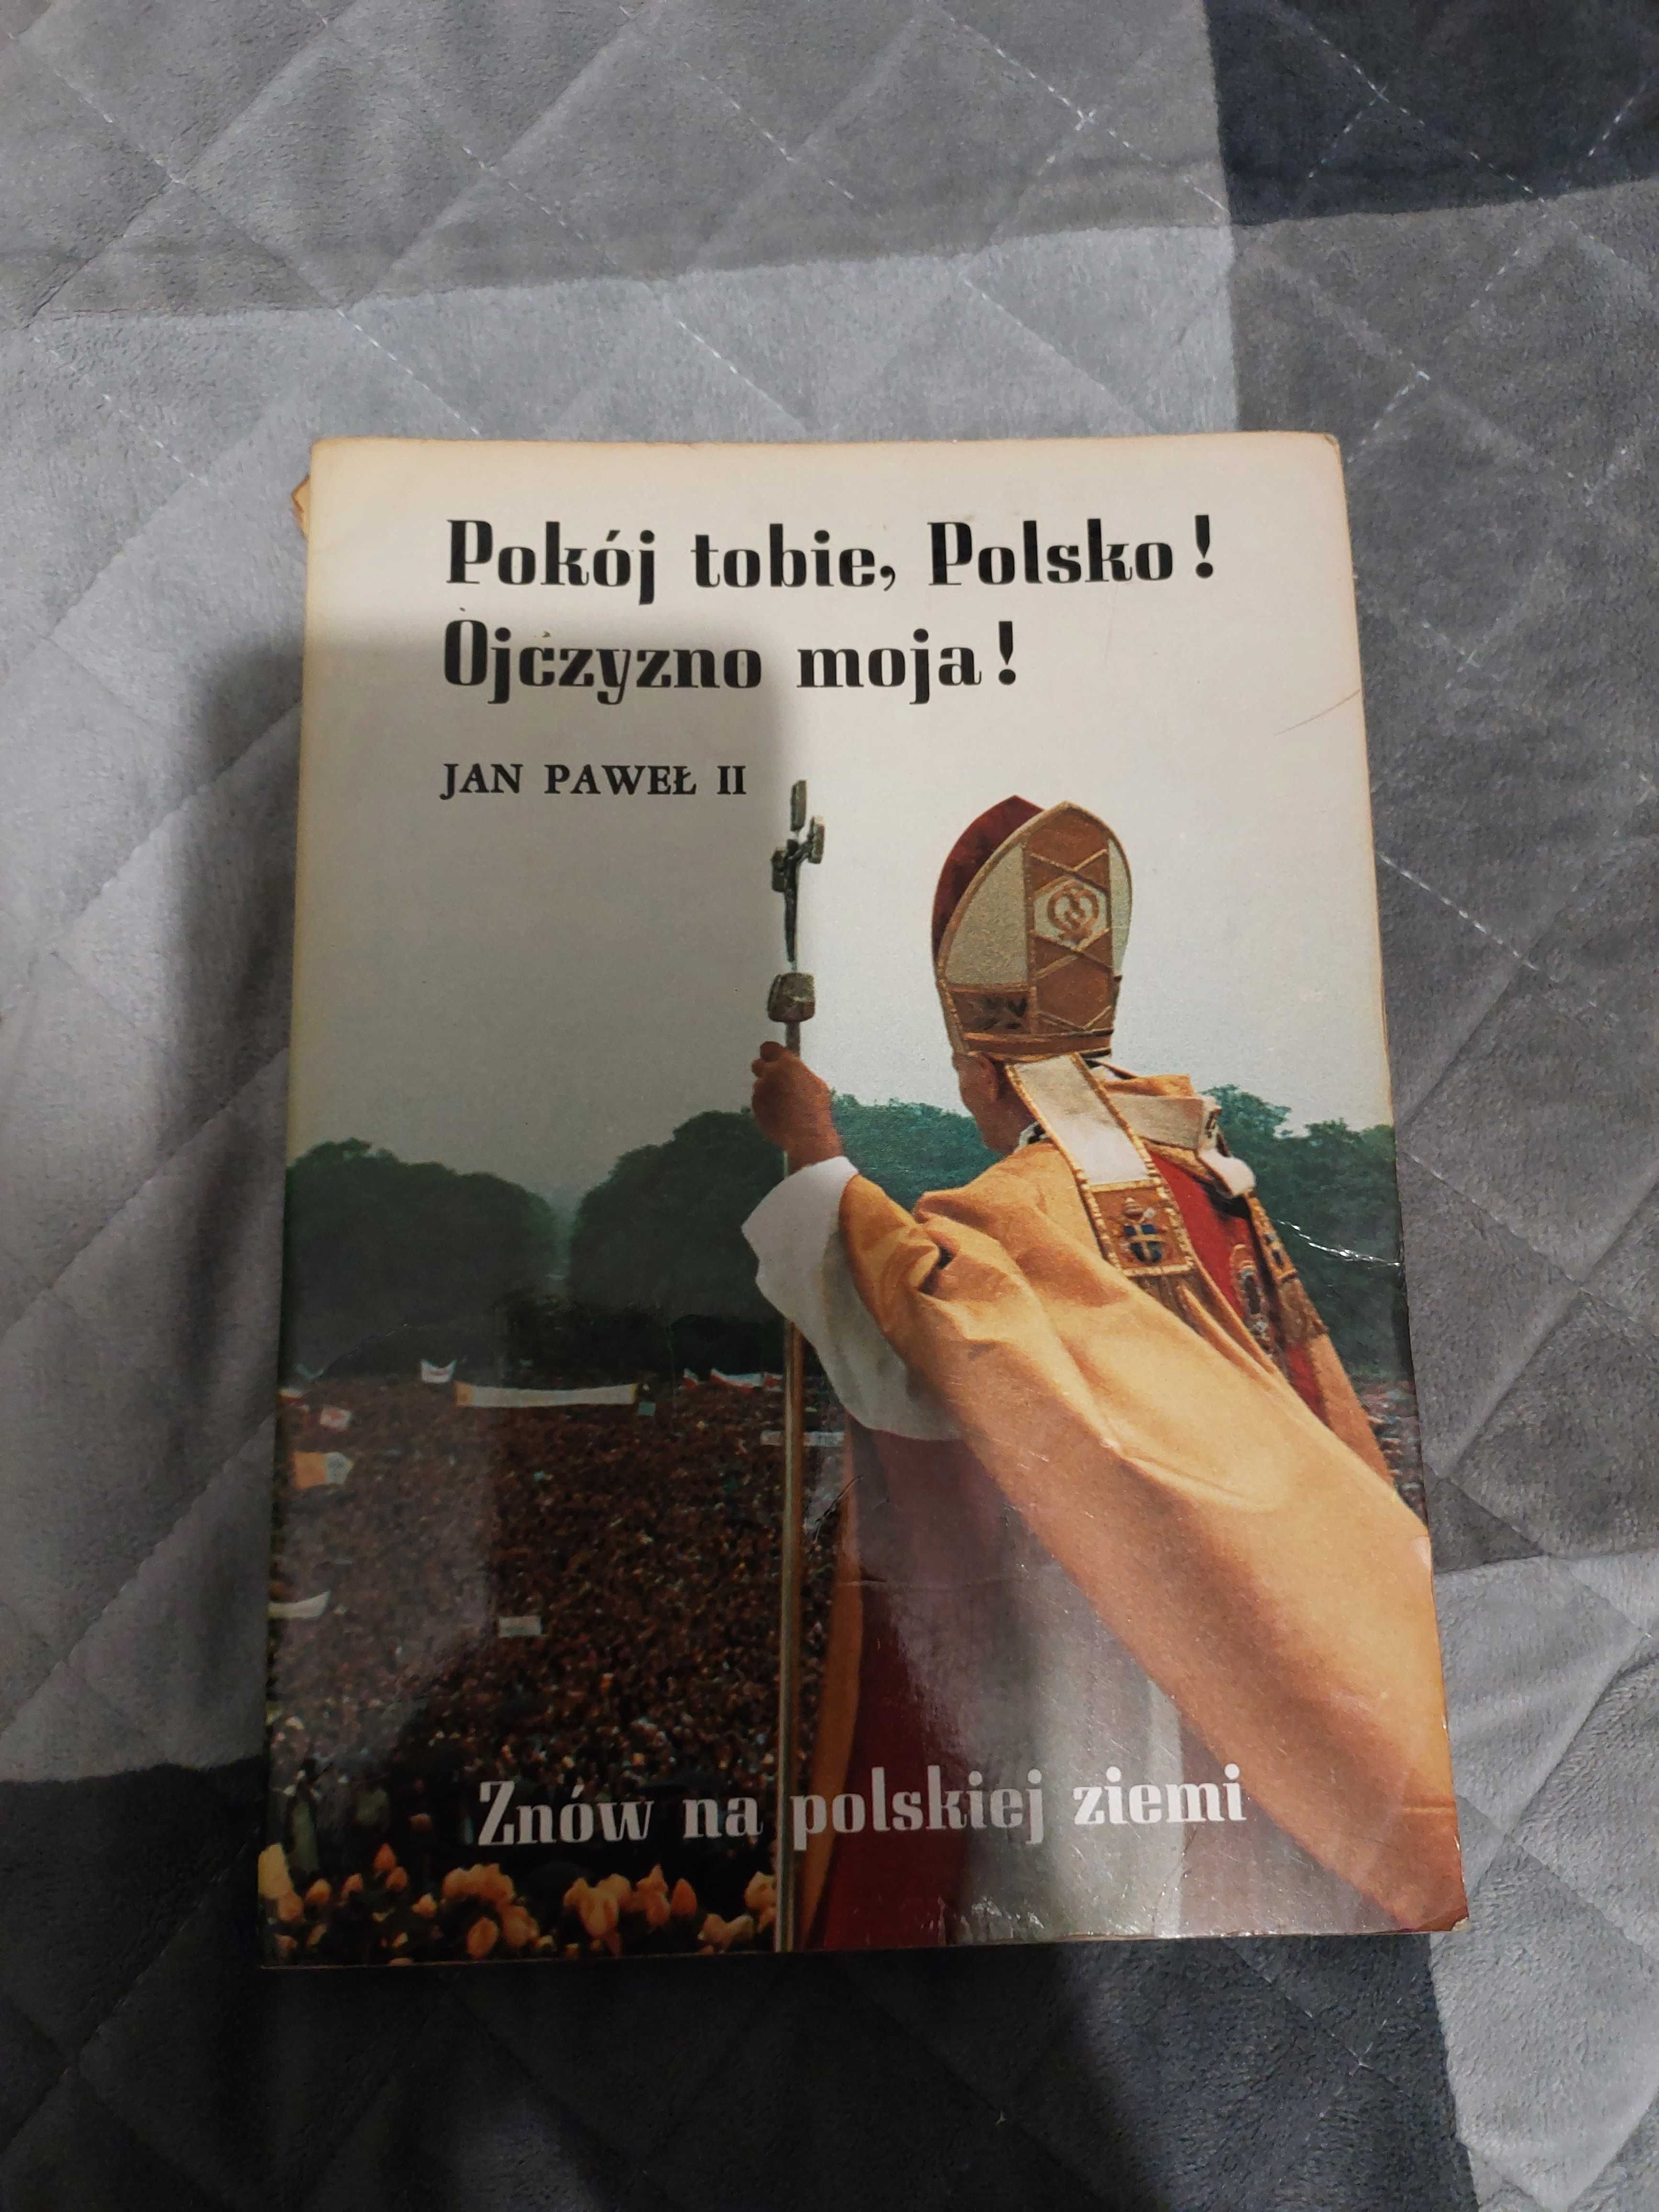 Pokój tobie, Polsko!
Ojczyzno moja!
JAN PAWEŁ II
Znów na polskiej ziemi